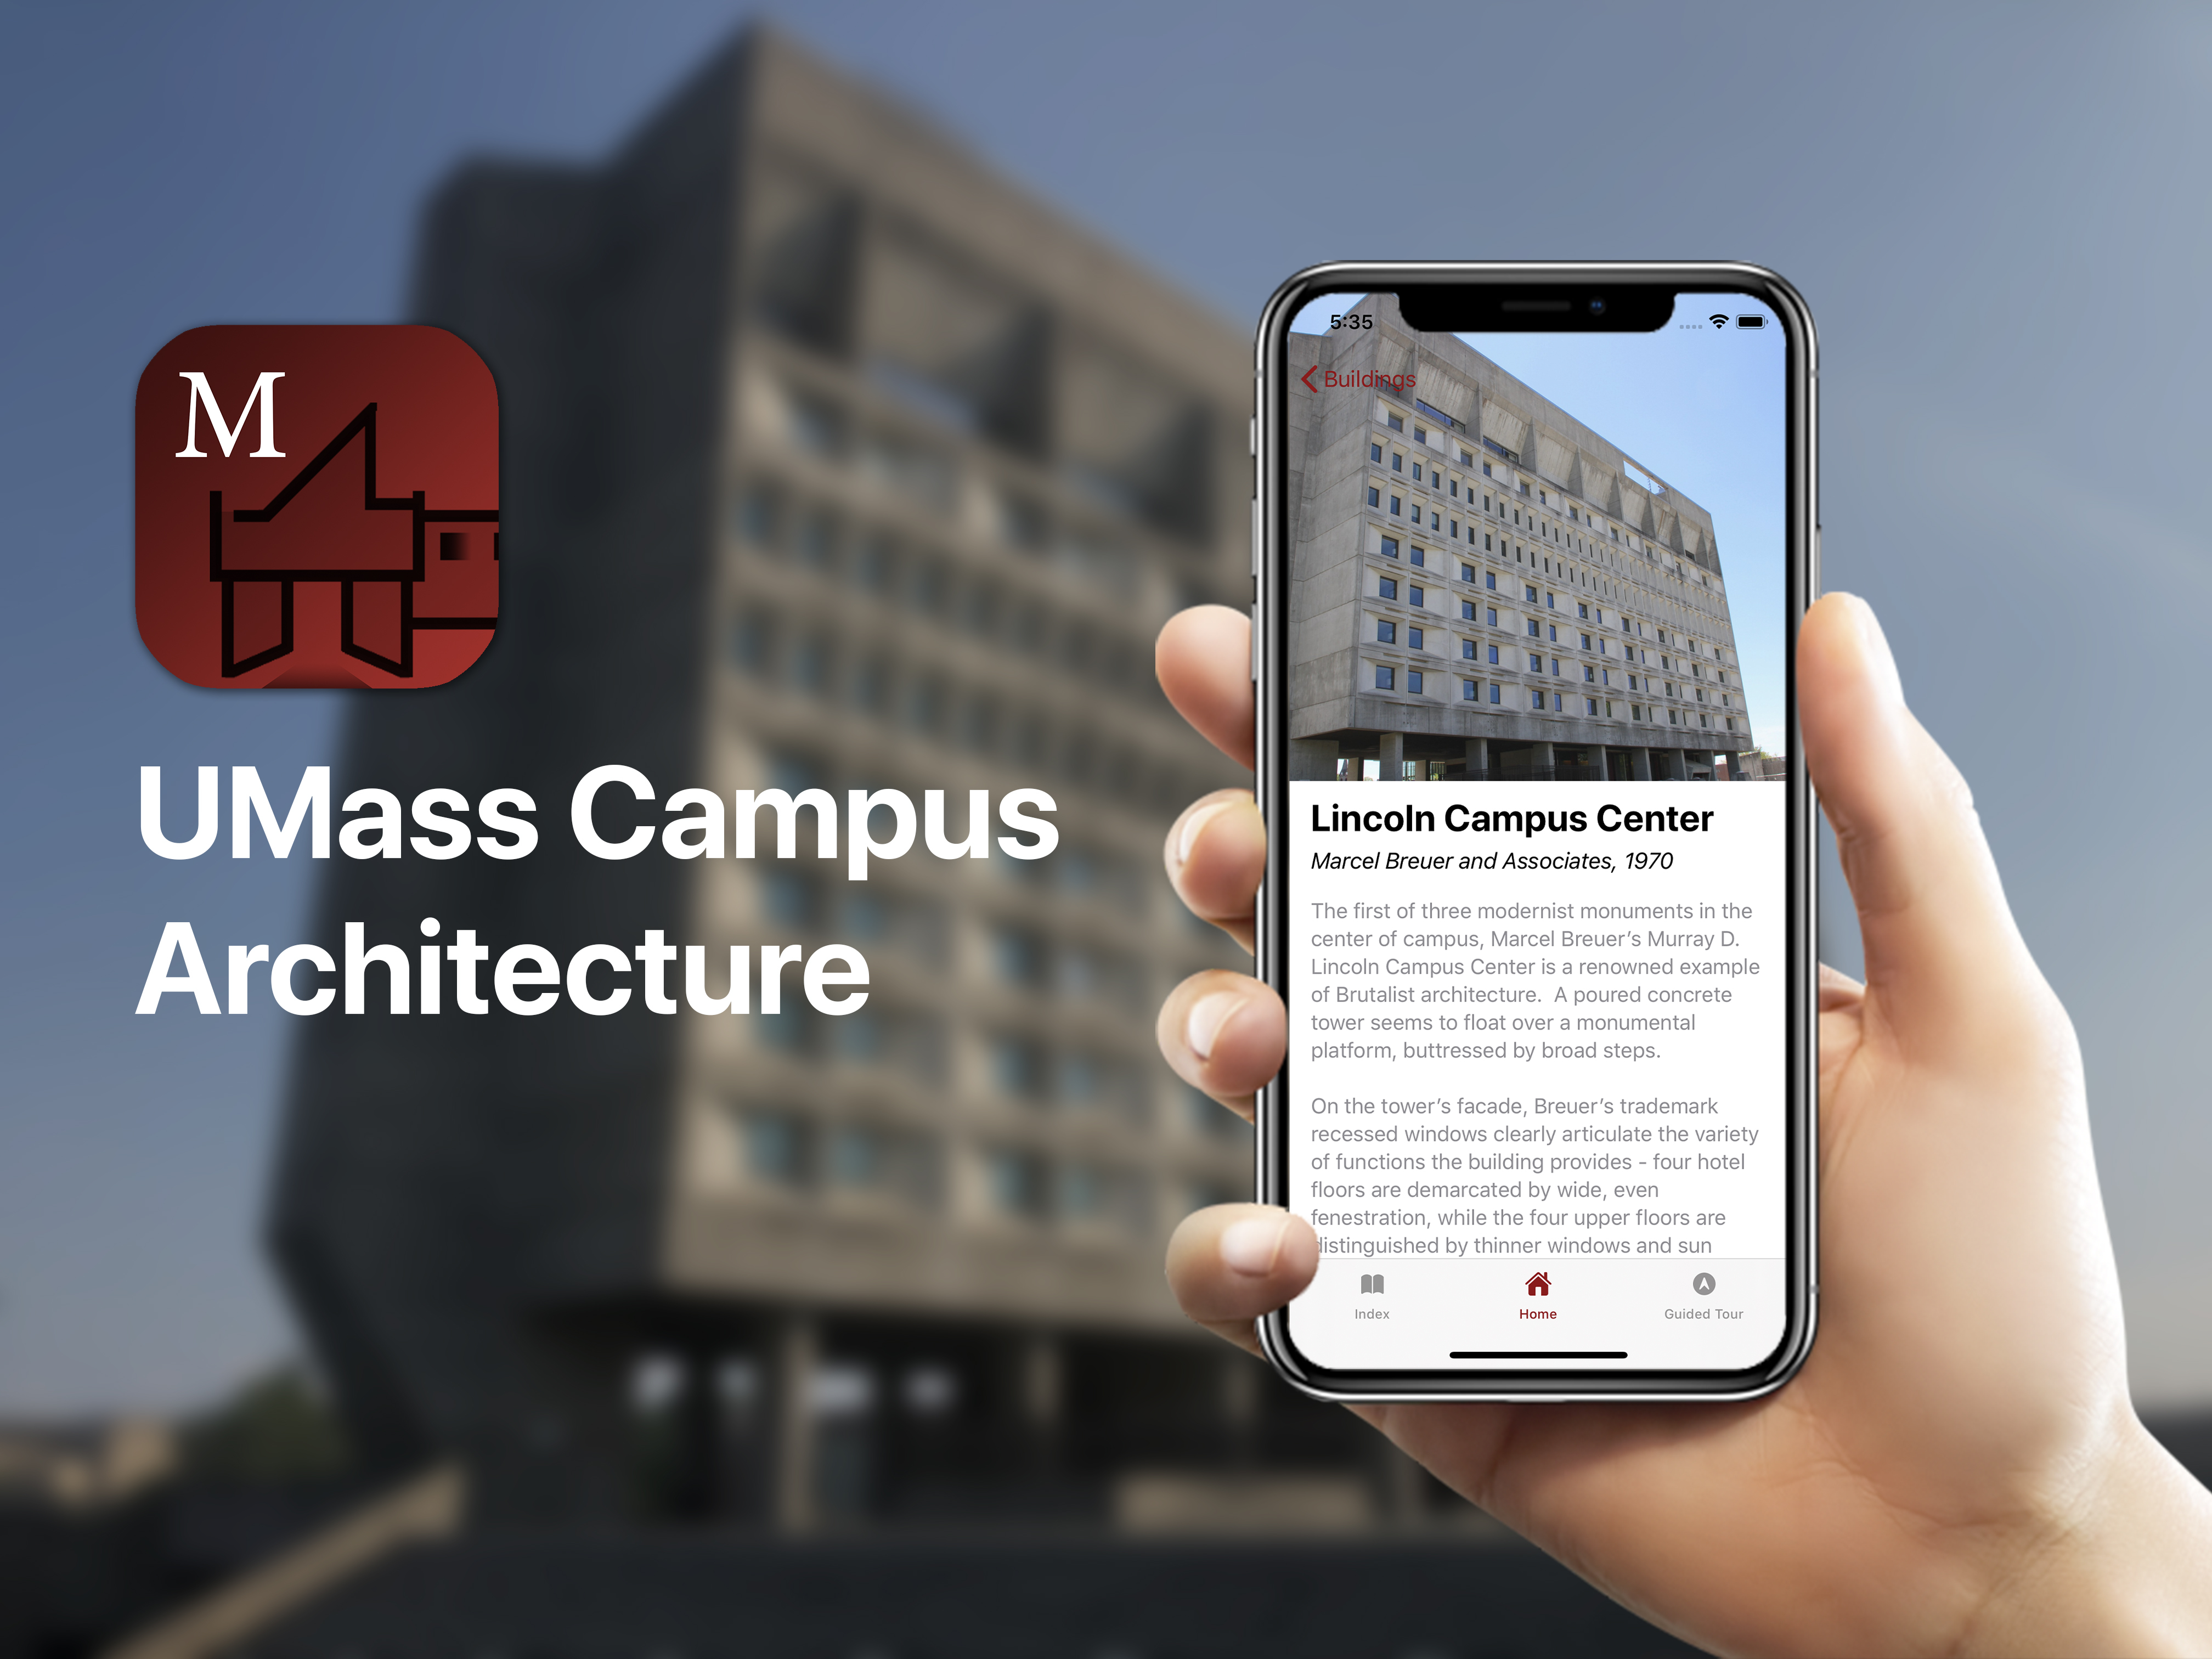 M
UMass Campus
Architecture
5:35
Buildings
Lincoln Campus Center
Marcel Breuer and Associates, 1970
The first of three modernist monuments in the
center of campus, Marcel Breuer’s Murray D.
Lincoln Campus Center is a renowned example
of Brutalist architecture.  A poured concrete
tower seems to float over a monumental
platform, buttressed by broad steps.
On the tower’s facade, Breuer’s trademark
recessed windows clearly articulate the variety
of functions the building provides - four hotel
floors are demarcated by wide, even
fenestration, while the four upper floors are
distinguished by thinner windows and sun
Index
Home
Guided Tour